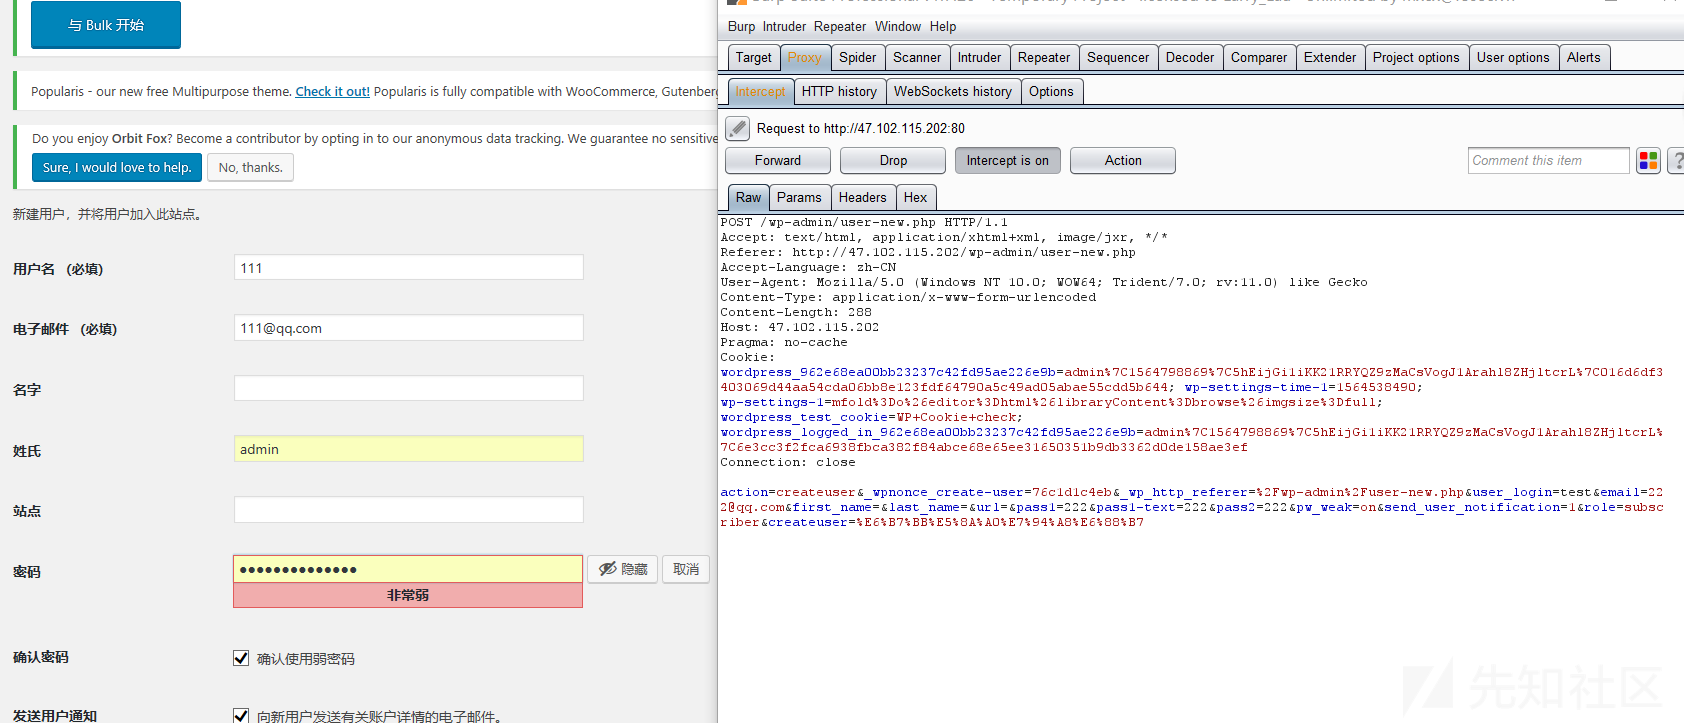 与 Bulk 开始
Popularis - our new free Multipurpose theme. Check it out! Popularis is fully compatible with WooCommerce, Gutenberg
Do you enjoy Orbit Fox? Become a contributor by opting in to our anonymous data tracking. We guarantee no sensitive
Sure, I would love to help.
No, thanks.
新建用户，并将用户加入此站点。
用户名 (必填)
111
电子邮件 (必填)
111@qq.com
名字
姓氏
admin
站点
密码
●●●●●●●●●●●●●●
隐藏
取消
非常弱
确认密码
确认使用弱密码
发送用户通知
向新用户发送有关账户详情的电子邮件。
Burp Intruder Repeater Window Help
Target Proxy Spider Scanner Intruder Repeater Sequencer Decoder Comparer Extender Project options User options Alerts
Intercept HTTP history WebSockets history Options
Request to http://47.102.115.202:80
Forward Drop Intercept is on Action Comment this item ?
Raw Params Headers Hex
POST /wp-admin/user-new.php HTTP/1.1
Accept: text/html, application/xhtml+xml, image/jxr, */*
Referer: http://47.102.115.202/wp-admin/user-new.php
Accept-Language: zh-CN
User-Agent: Mozilla/5.0 (Windows NT 10.0; WOW64; Trident/7.0; rv:11.0) like Gecko
Content-Type: application/x-www-form-urlencoded
Content-Length: 288
Host: 47.102.115.202
Pragma: no-cache
Cookie:
wordpress_962e68ea00bb23237c42fd95ae226e9b=admin%7C1564798869%7C5hEijGi1iKK21RRYQZ9zMaCsVogJ1Arahl8ZHjltcrL%7C016d6df3
403069d44aa54cda06bb8e123fdf64790a5c49ad05abae55cdd5b644; wp-settings-time-1=1564538490;
wp-settings-1=mfold%3Do%26editor%3Dhtml%26libraryContent%3Dbrowse%26imgsize%3Dfull;
wordpress_test_cookie=WP+Cookie+check;
wordpress_logged_in_962e68ea00bb23237c42fd95ae226e9b=admin%7C1564798869%7C5hEijGi1iKK21RRYQZ9zMaCsVogJ1Arahl8ZHjltcrL%
7C6e3cc3f2fca6938fbca382f84abce68e65ee31650351b9db3362d0de158ae3ef
Connection: close
action=createuser&_wpnonce_create-user=76c1d1c4eb&_wp_http_referer=%2Fwp-admin%2Fuser-new.php&user_login=test&email=22
2@qq.com&first_name=&last_name=&url=&pass1=222&pass1-text=222&pass2=222&pw_weak=on&send_user_notification=1&role=subsc
riber&createuser=%E6%B7%BB%E5%8A%A0%E7%94%A8%E6%88%B7
先知社区